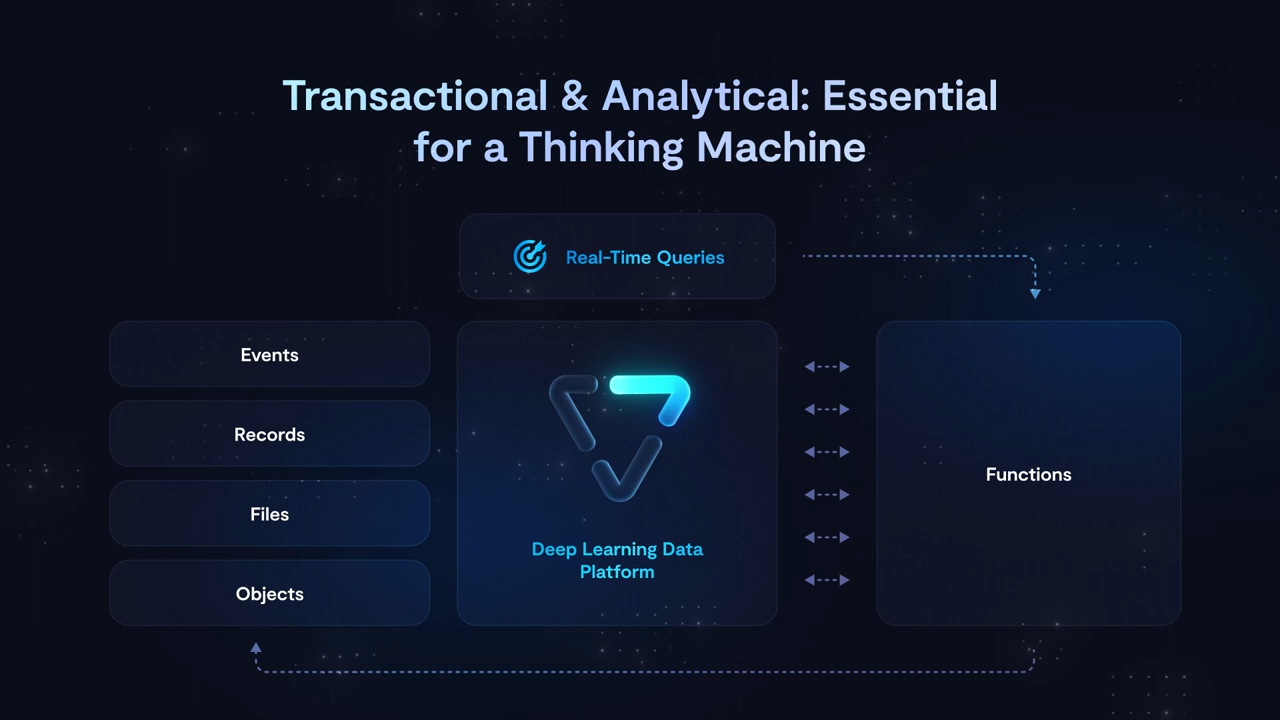 Transactional & Analytical: Essential
for a Thinking Machine
Real-Time Queries
Events
Records
Files
Objects
Deep Learning Data
Platform
Functions